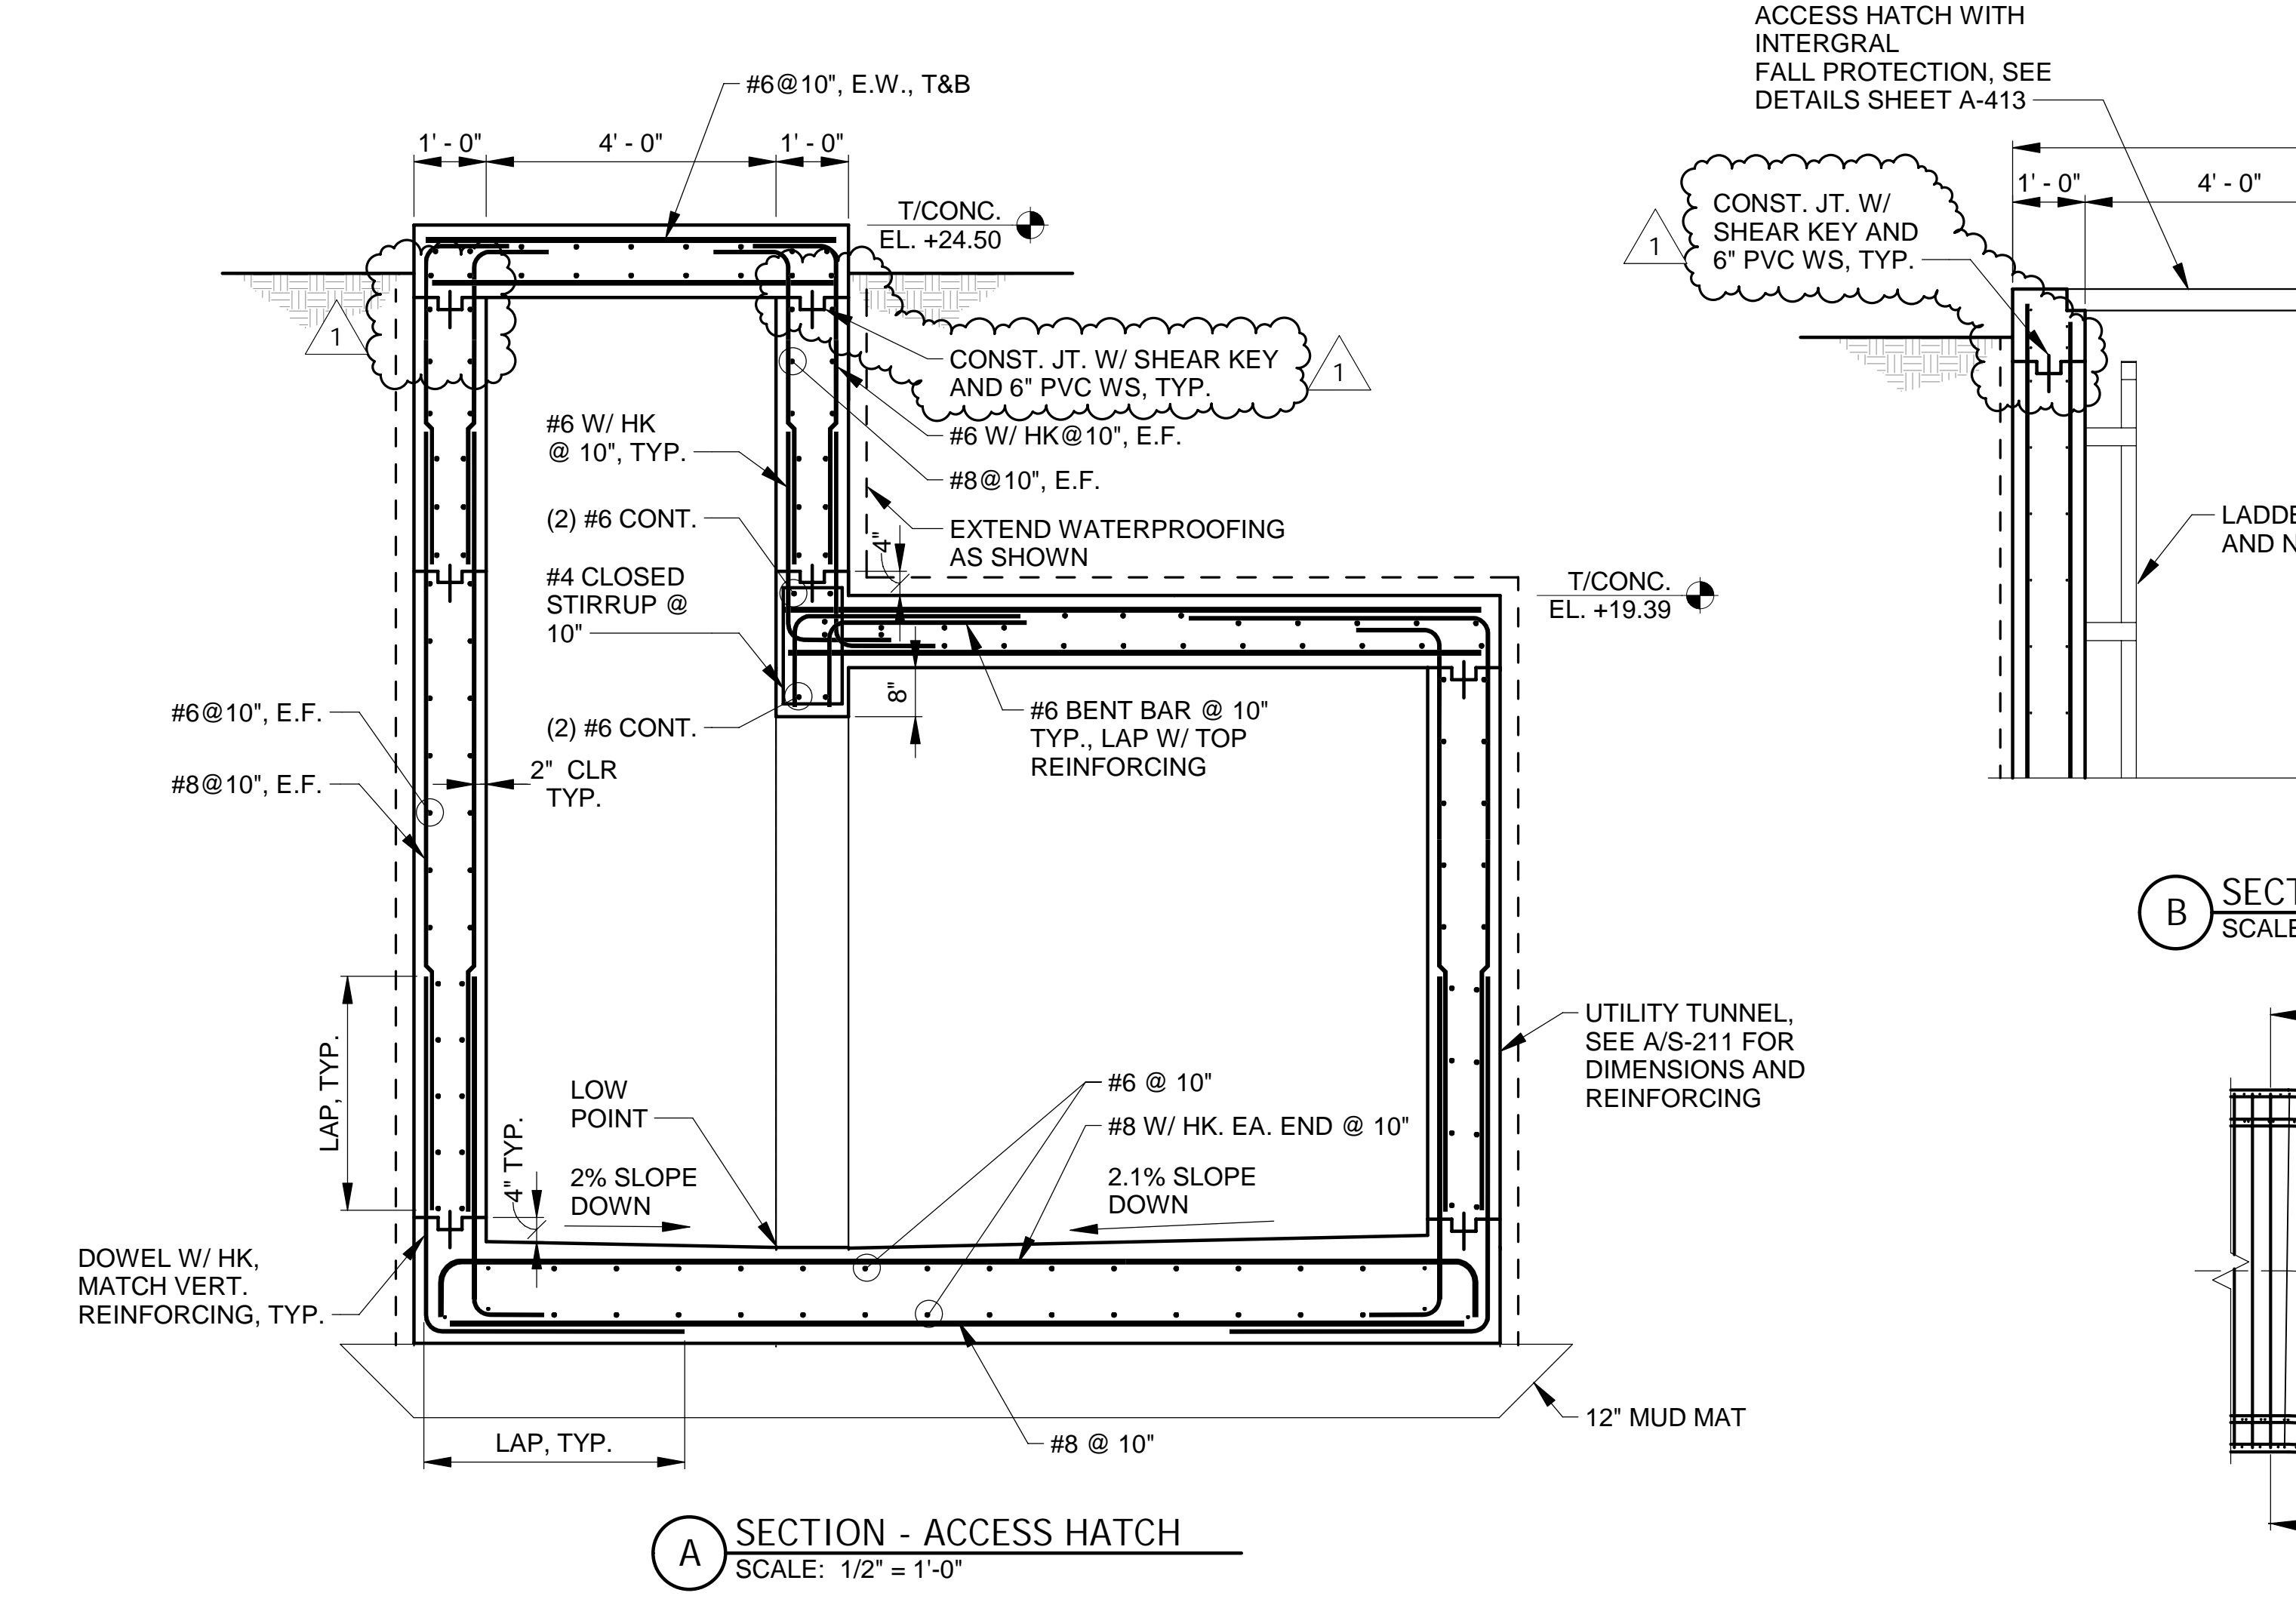 #6@10", E.W., T&B
1' - 0"
4' - 0"
1' - 0"
T/CONC.
EL. +24.50
1
CONST. JT. W/ SHEAR KEY
AND 6" PVC WS, TYP.
1
#6 W/ HK
@ 10", TYP.
#6 W/ HK@10", E.F.
#8@10", E.F.
(2) #6 CONT.
EXTEND WATERPROOFING
AS SHOWN
4"
#4 CLOSED
STIRRUP @
10"
T/CONC.
EL. +19.39
8"
#6@10", E.F.
(2) #6 CONT.
#6 BENT BAR @ 10"
TYP., LAP W/ TOP
REINFORCING
#8@10", E.F.
2" CLR
TYP.
LAP, TYP.
UTILITY TUNNEL,
SEE A/S-211 FOR
DIMENSIONS AND
REINFORCING
LOW
POINT
#6 @ 10"
#8 W/ HK. EA. END @ 10"
4" TYP.
2% SLOPE
DOWN
2.1% SLOPE
DOWN
DOWEL W/ HK,
MATCH VERT.
REINFORCING, TYP.
12" MUD MAT
LAP, TYP.
#8 @ 10"
A
SECTION - ACCESS HATCH
SCALE: 1/2" = 1'-0"
ACCESS HATCH WITH
INTERGRAL
FALL PROTECTION, SEE
DETAILS SHEET A-413
1' - 0"
4' - 0"
CONST. JT. W/
SHEAR KEY AND
6" PVC WS, TYP.
1
AND
B